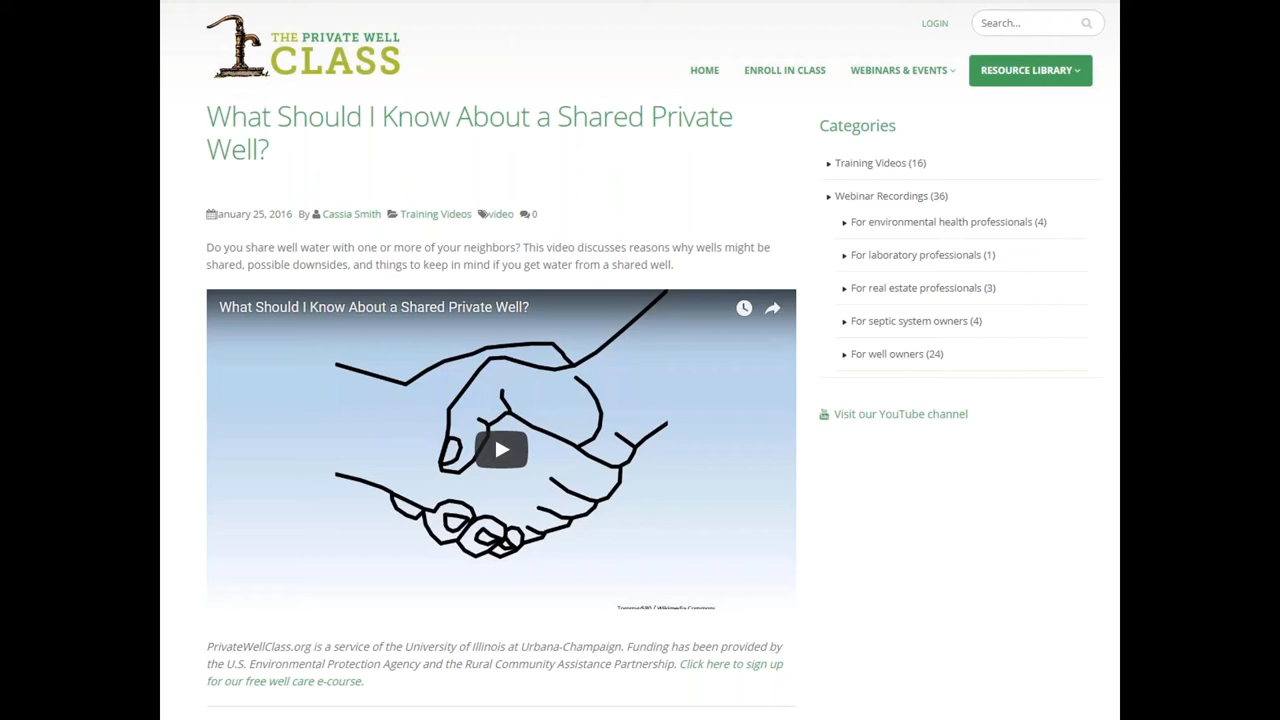 THE PRIVATE WELL
CLASS
LOGIN
Search...
HOME
ENROLL IN CLASS
WEBINARS & EVENTS
RESOURCE LIBRARY
What Should I Know About a Shared Private
Well?
January 25, 2016 By Cassia Smith Training Videos video 0
Do you share well water with one or more of your neighbors? This video discusses reasons why wells might be
shared, possible downsides, and things to keep in mind if you get water from a shared well.
What Should I Know About a Shared Private Well?
/ Wikimedia Commons
PrivateWellClass.org is a service of the University of Illinois at Urbana-Champaign. Funding has been provided by
the U.S. Environmental Protection Agency and the Rural Community Assistance Partnership. Click here to sign up
for our free well care e-course.
Categories
Training Videos (16)
Webinar Recordings (36)
For environmental health professionals (4)
For laboratory professionals (1)
For real estate professionals (3)
For septic system owners (4)
For well owners (24)
Visit our YouTube channel